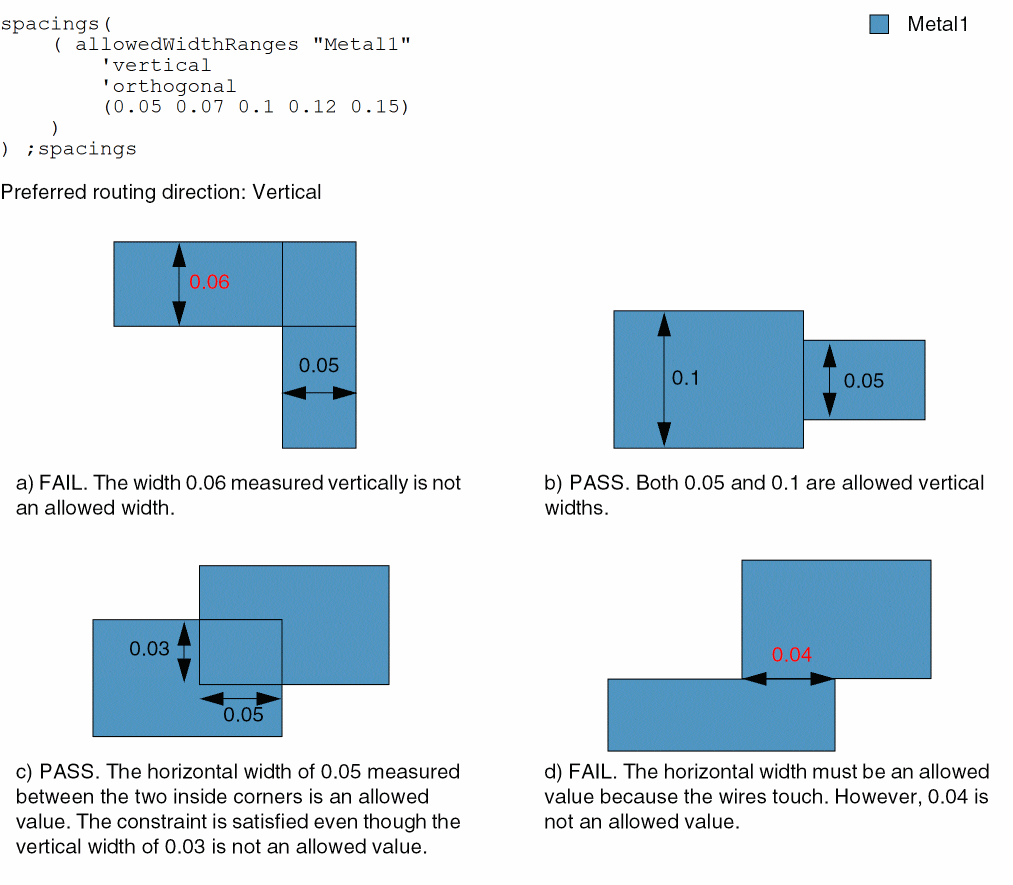 spacings(
    ( allowedWidthRanges "Metal1"
        'vertical
        'orthogonal
        (0.05 0.07 0.1 0.12 0.15)
    )
) ;spacings
Metal1
Preferred routing direction: Vertical
0.06
0.05
0.1
0.05
a) FAIL. The width 0.06 measured vertically is not
an allowed width.
b) PASS. Both 0.05 and 0.1 are allowed vertical
widths.
0.03
0.05
0.04
c) PASS. The horizontal width of 0.05 measured
between the two inside corners is an allowed
value. The constraint is satisfied even though the
vertical width of 0.03 is not an allowed value.
d) FAIL. The horizontal width must be an allowed
value because the wires touch. However, 0.04 is
not an allowed value.